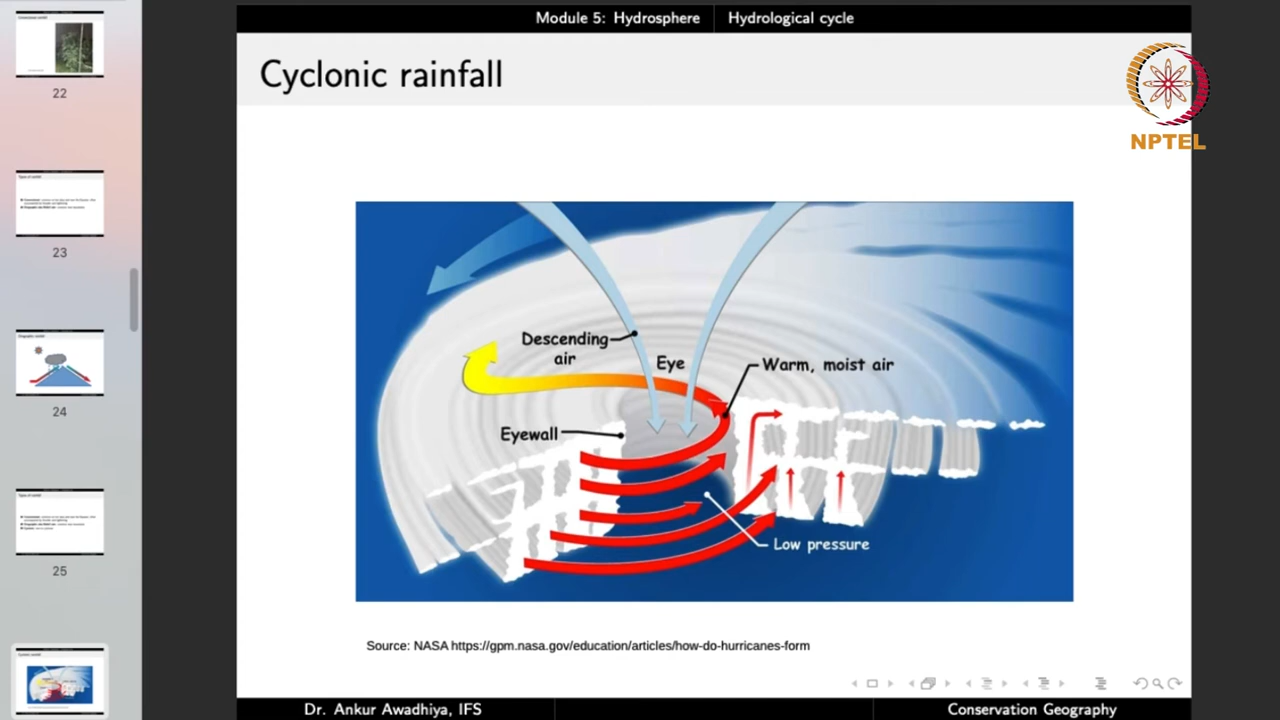 Module 5: Hydrosphere Hydrological cycle
Cyclonic rainfall
NPTEL
22
23
24
25
Descending
air
Eye
Warm, moist air
Eyewall
Low pressure
Source: NASA https://gpm.nasa.gov/education/articles/how-do-hurricanes-form
Dr. Ankur Awadhiya, IFS Conservation Geography